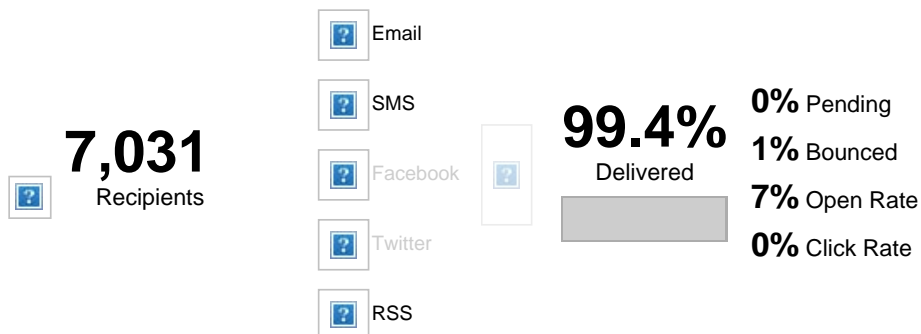 7,031
Recipients
Email
SMS
Facebook
Twitter
RSS
99.4%
Delivered
0% Pending
1% Bounced
7% Open Rate
0% Click Rate